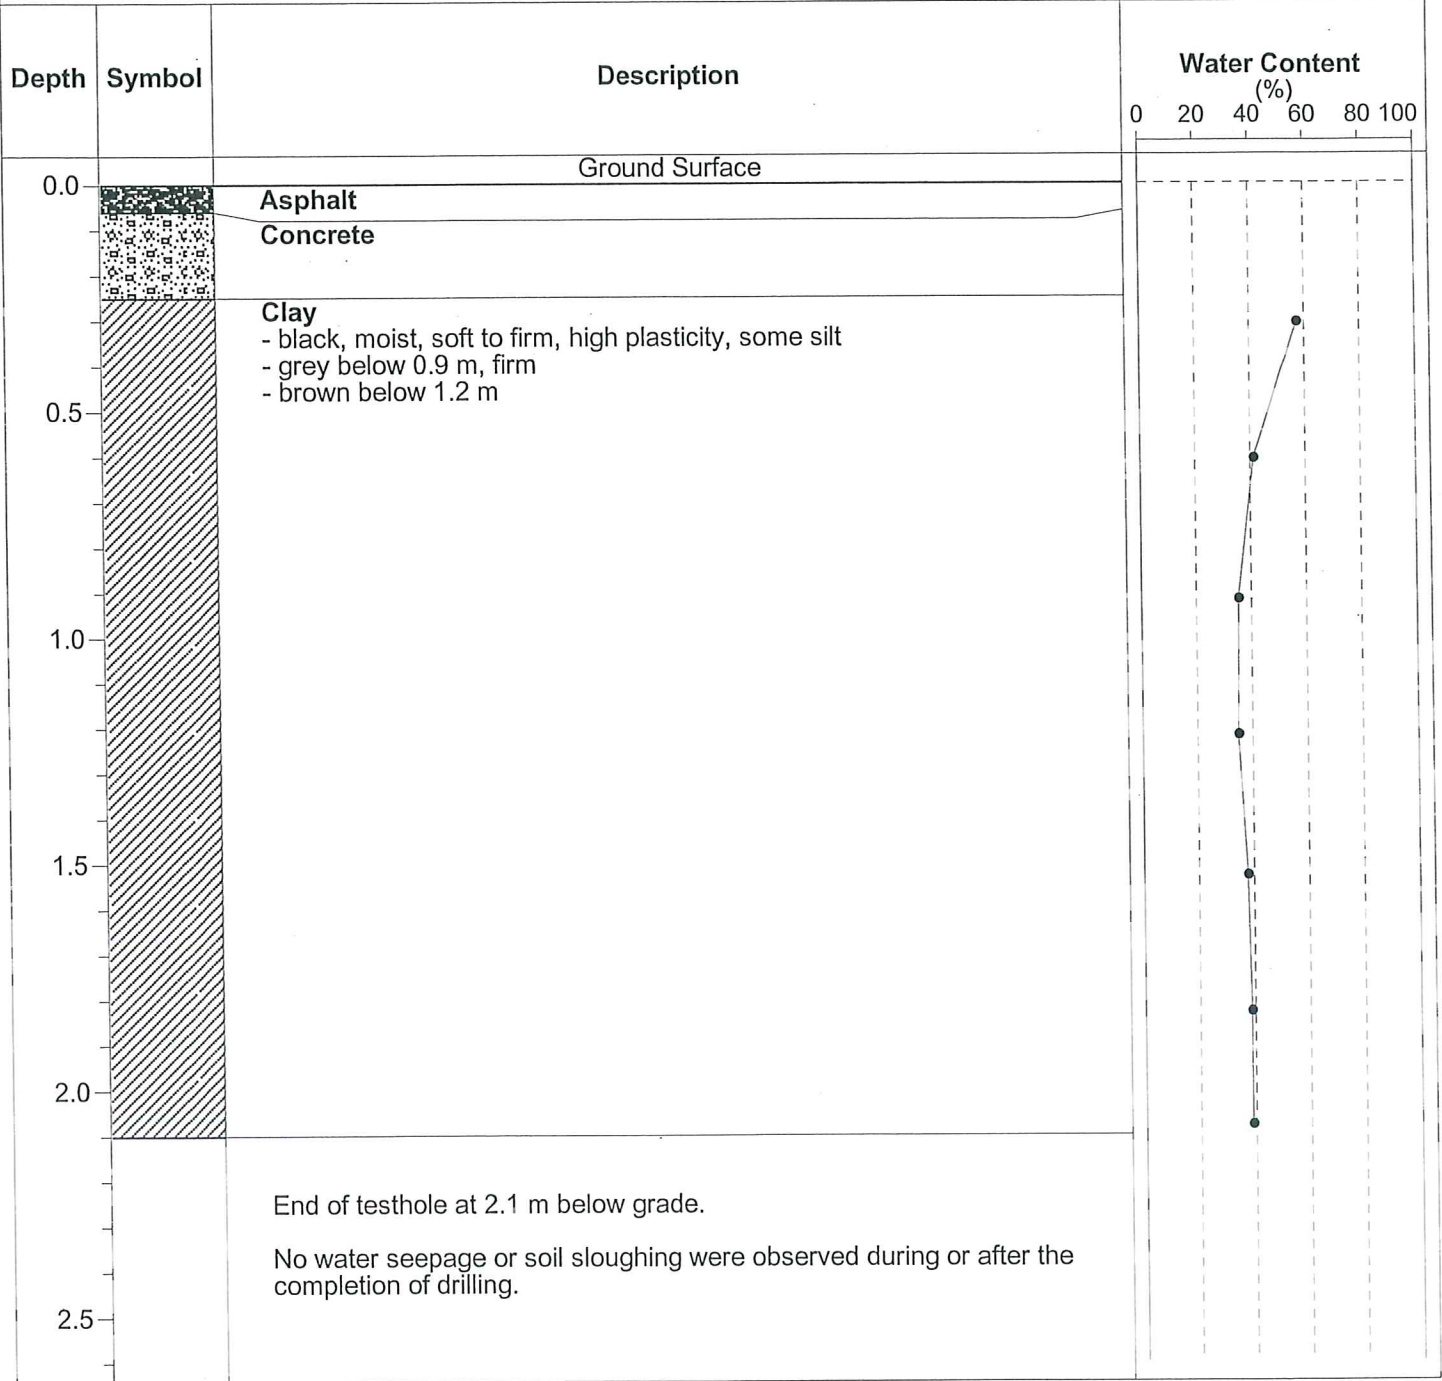 Depth
Symbol
Description
Water Content
(%)
0 20 40 60 80 100
Ground Surface
0.0
Asphalt
Concrete
Clay
- black, moist, soft to firm, high plasticity, some silt
- grey below 0.9 m, firm
- brown below 1.2 m
0.5
1.0
1.5
2.0
End of testhole at 2.1 m below grade.
No water seepage or soil sloughing were observed during or after the
completion of drilling.
2.5